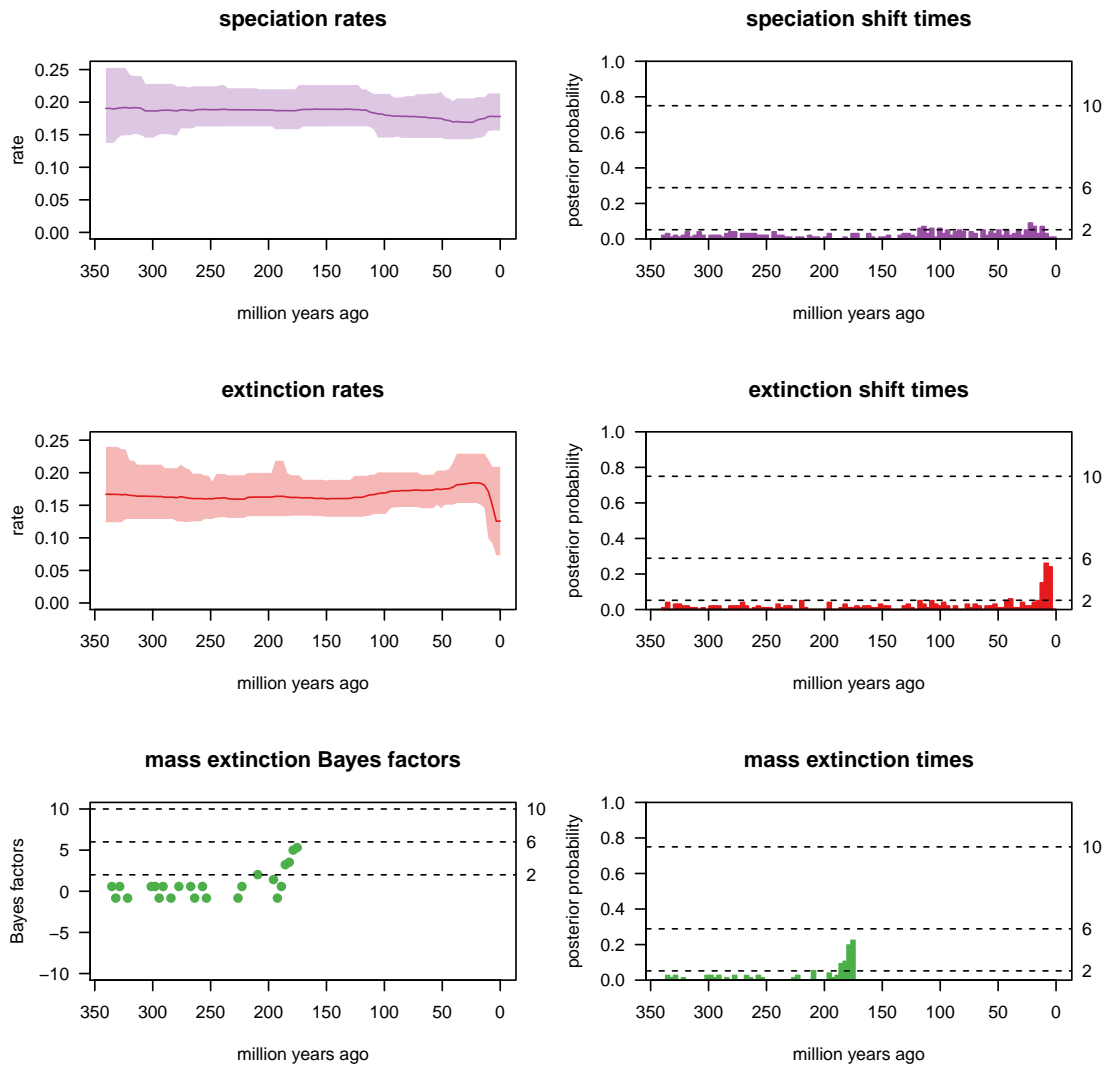 speciation rates
0.25
0.20
0.15
0.10
0.05
0.00
rate
350 300 250 200 150 100 50 0
million years ago
speciation shift times
1.0
0.8
0.6
0.4
0.2
0.0
posterior probability
10
6
2
350 300 250 200 150 100 50 0
million years ago
extinction rates
0.25
0.20
0.15
0.10
0.05
0.00
rate
350 300 250 200 150 100 50 0
million years ago
extinction shift times
1.0
0.8
0.6
0.4
0.2
0.0
posterior probability
10
6
2
350 300 250 200 150 100 50 0
million years ago
mass extinction Bayes factors
10
5
0
−5
−10
Bayes factors
10
6
2
350 300 250 200 150 100 50 0
million years ago
mass extinction times
1.0
0.8
0.6
0.4
0.2
0.0
posterior probability
10
6
2
350 300 250 200 150 100 50 0
million years ago